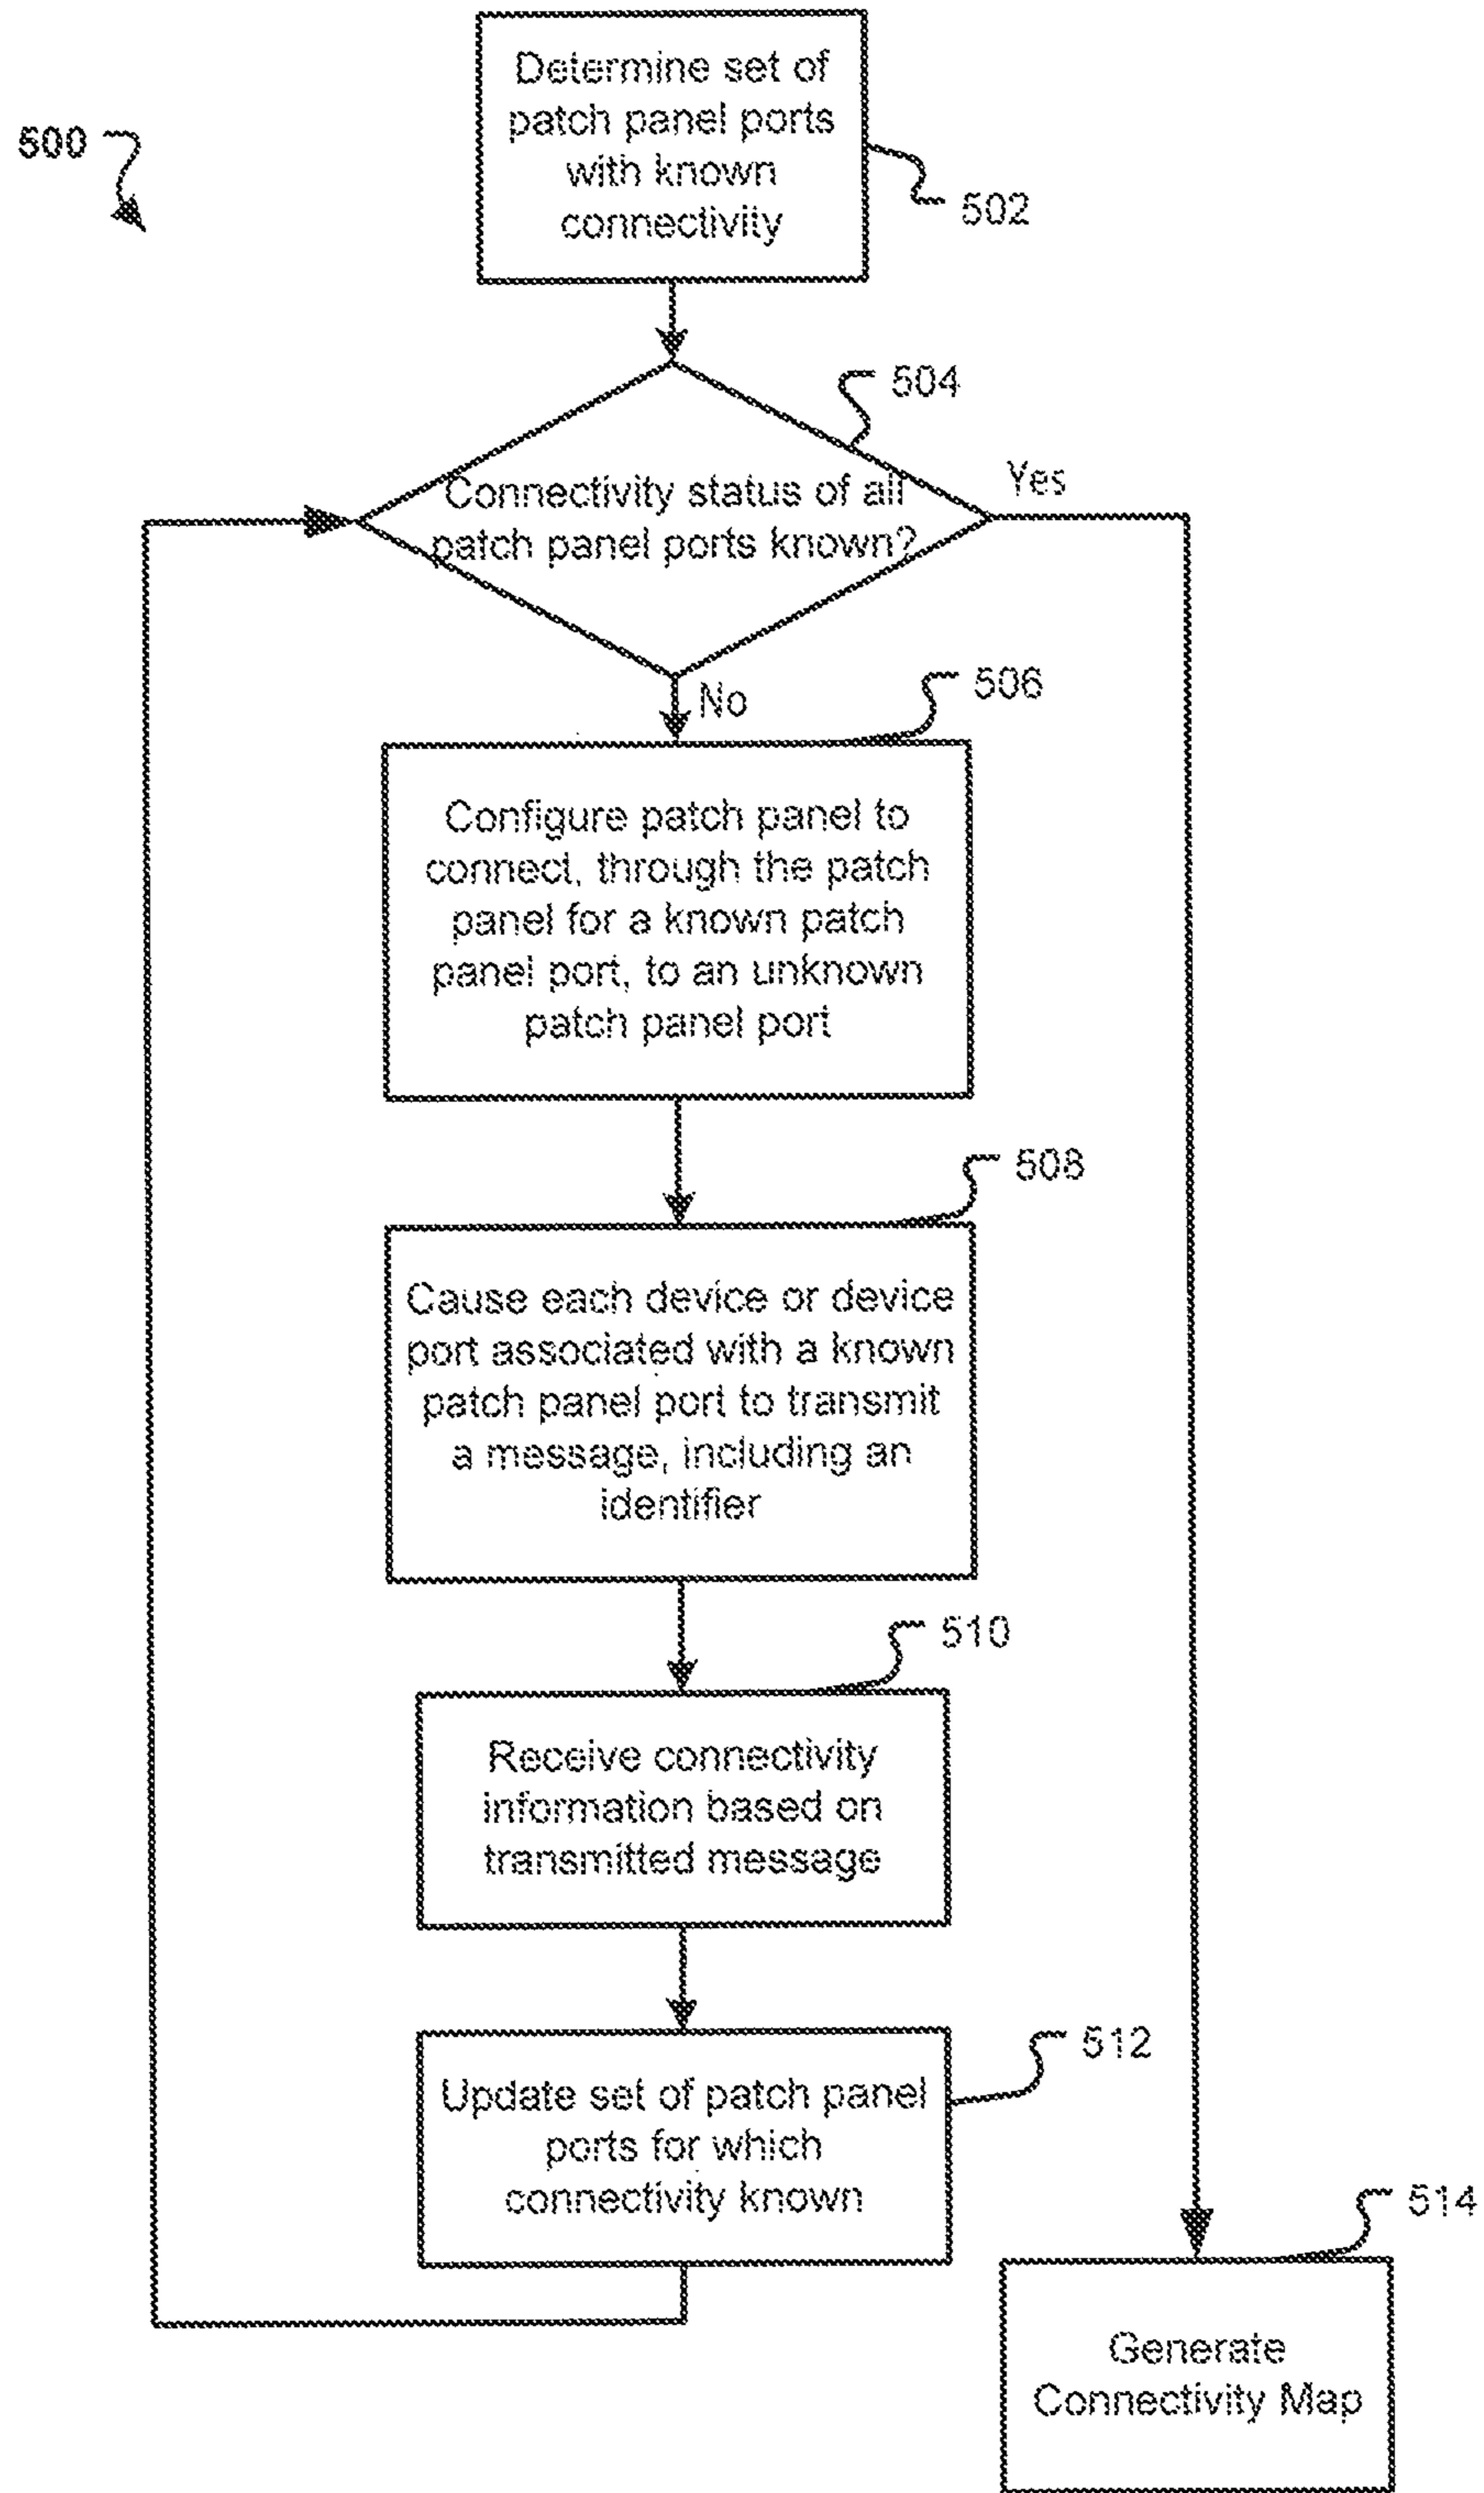 500
Determine set of
patch panel ports
with known
connectivity
502
504
Connectivity status of all
patch panel ports known?
Yes
No
506
Configure patch panel to
connect, through the patch
panel for a known patch
panel port, to an unknown
patch panel port
508
Cause each device or device
port associated with a known
patch panel port to transmit
a message, including an
identifier
510
Receive connectivity
information based on
transmitted message
512
Update set of patch panel
ports for which
connectivity known
514
Generate
Connectivity Map